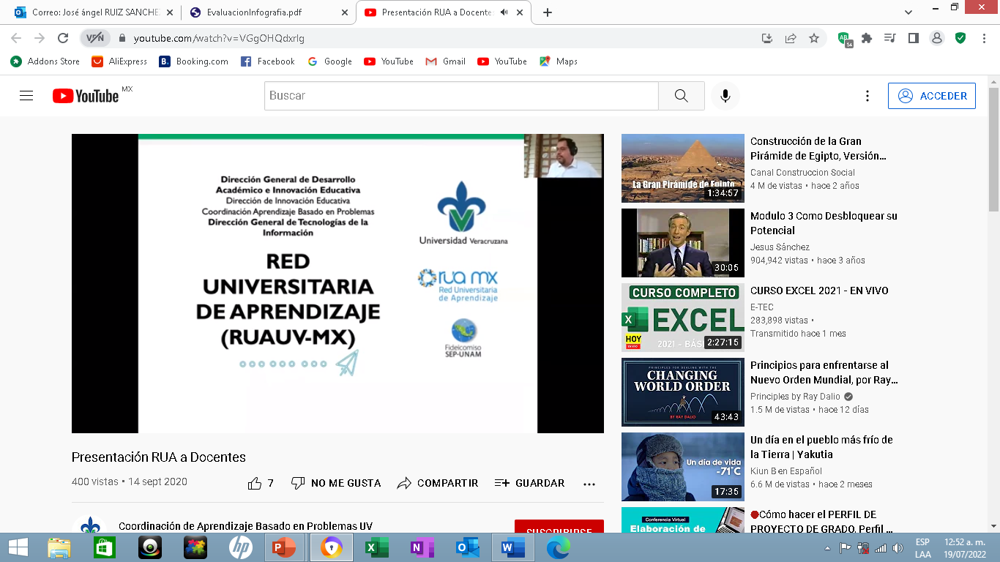 Correo: José ángel RUIZ SANCHE
EvaluacionInfografia.pdf
Presentación RUA a Docente
VPN
youtube.com/watch?v=VGgOHQdxrIg
14
Addons Store
AliExpress
Booking.com
Facebook
Google
YouTube
Gmail
YouTube
Maps
YouTube MX
Buscar
ACCEDER
Dirección General de Desarrollo
Académico e Innovación Educativa
Dirección de Innovación Educativa
Coordinación Aprendizaje Basado en Problemas
Dirección General de Tecnologías de la
Información
RED
UNIVERSITARIA
DE APRENDIZAJE
(RUAUV-MX)
Universidad Veracruzana
rua mx
Red Universitaria
de Aprendizaje
Fideicomiso
SEP-UNAM
Presentación RUA a Docentes
400 vistas • 14 sept 2020
7
NO ME GUSTA
COMPARTIR
GUARDAR
Coordinación de Aprendizaje Basado en Problemas UV
SUSCRIBIRSE
La Gran Pirámide de Egipto
1:34:57
Construcción de la Gran
Pirámide de Egipto, Versión...
Canal Construccion Social
4 M de vistas • hace 2 años
30:05
Modulo 3 Como Desbloquear su
Potencial
Jesus Sánchez
904,942 vistas • hace 3 años
CURSO COMPLETO
EXCEL
HOY
2021 - BÁS
2:27:15
CURSO EXCEL 2021 - EN VIVO
E-TEC
283,898 vistas •
Transmitido hace 1 mes
PRINCIPLES FOR DEALING WITH THE
CHANGING
WORLD ORDER
BY RAY DALIO
43:43
Principios para enfrentarse al
Nuevo Orden Mundial, por Ray...
Principles by Ray Dalio
1.5 M de vistas • hace 12 días
Un día de vida
-71°C
17:35
Un día en el pueblo más frío de
la Tierra | Yakutia
Kiun B en Español
6.6 M de vistas • hace 2 meses
Conferencia Virtual
Elaboración de
Cómo hacer el PERFIL DE
PROYECTO DE GRADO. Perfil ...
ESP
LAA
12:52 a. m.
19/07/2022